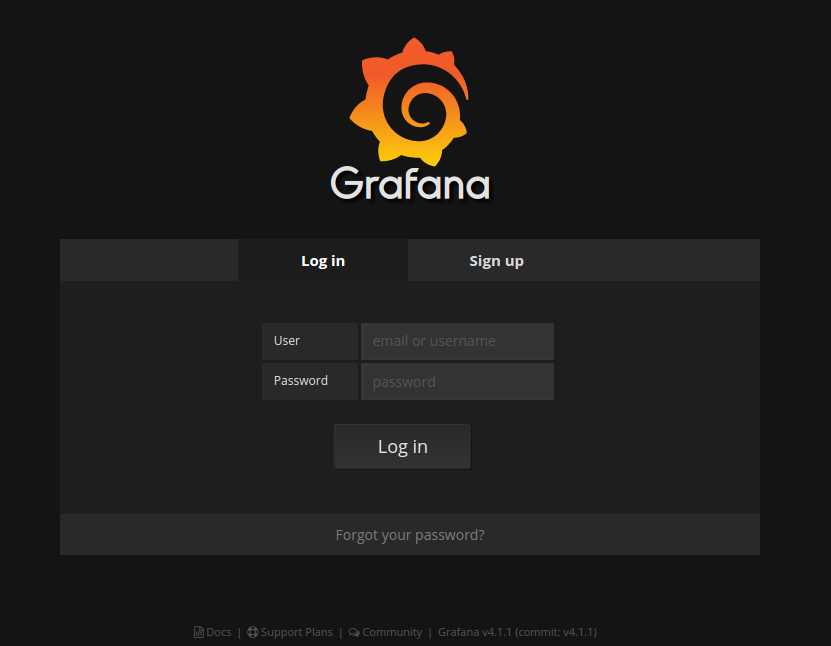 Grafana
Log in Sign up
User email or username
Password password
Log in
Forgot your password?
Docs | Support Plans | Community | Grafana v4.1.1 (commit: v4.1.1)